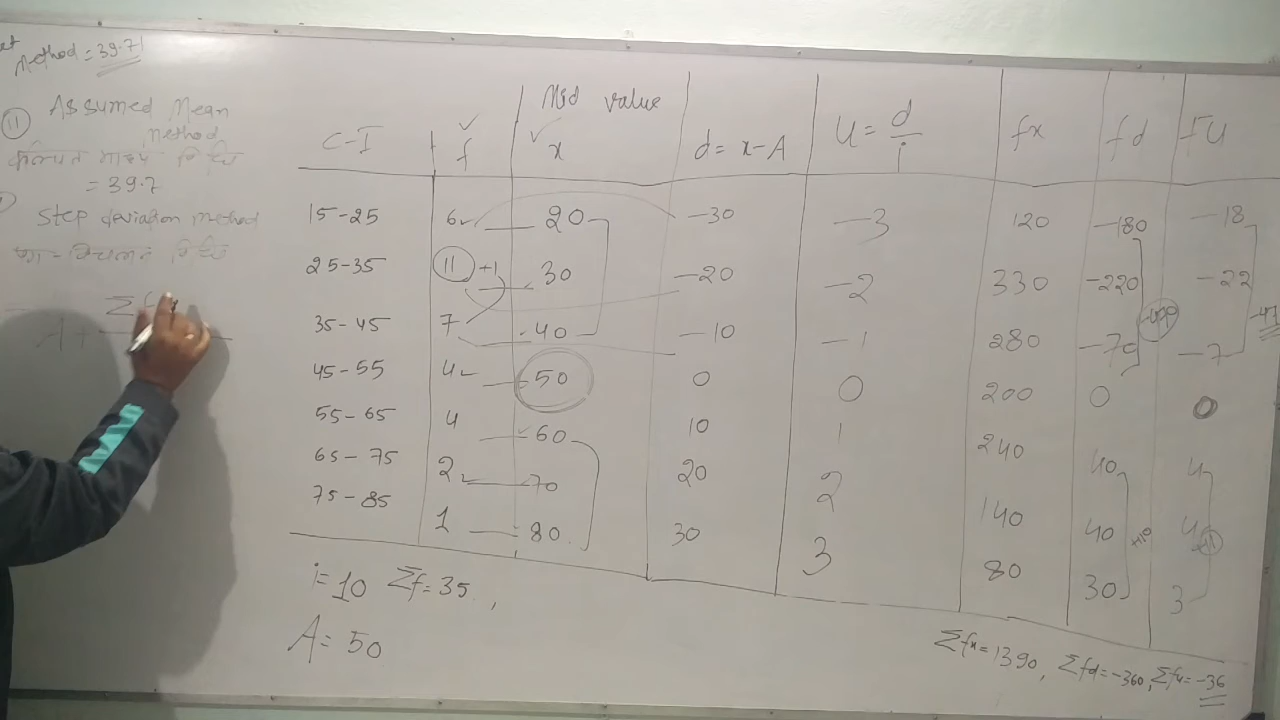 Method = 39.71
(II) Assumed Mean
Method
कल्पित माध्य विधि
= 39.7
Step deviation method
विचलन विधि
A + Σf
C-I f Mid value x d = x-A U = d/i fx fd fU
15-25 6 20 -30 -3 120 -180 -18
25-35 11 +1 30 -20 -2 330 -220 -22
35-45 7 40 -10 -1 280 -70 -7
45-55 4 50 0 0 200 0 0
55-65 4 60 10 1 240 40 4
65-75 2 70 20 2 140 40 4
75-85 1 80 30 3 80 30 3
i=10 Σf=35,
A= 50
Σfx=1390, Σfd=-360, Σfu=-36